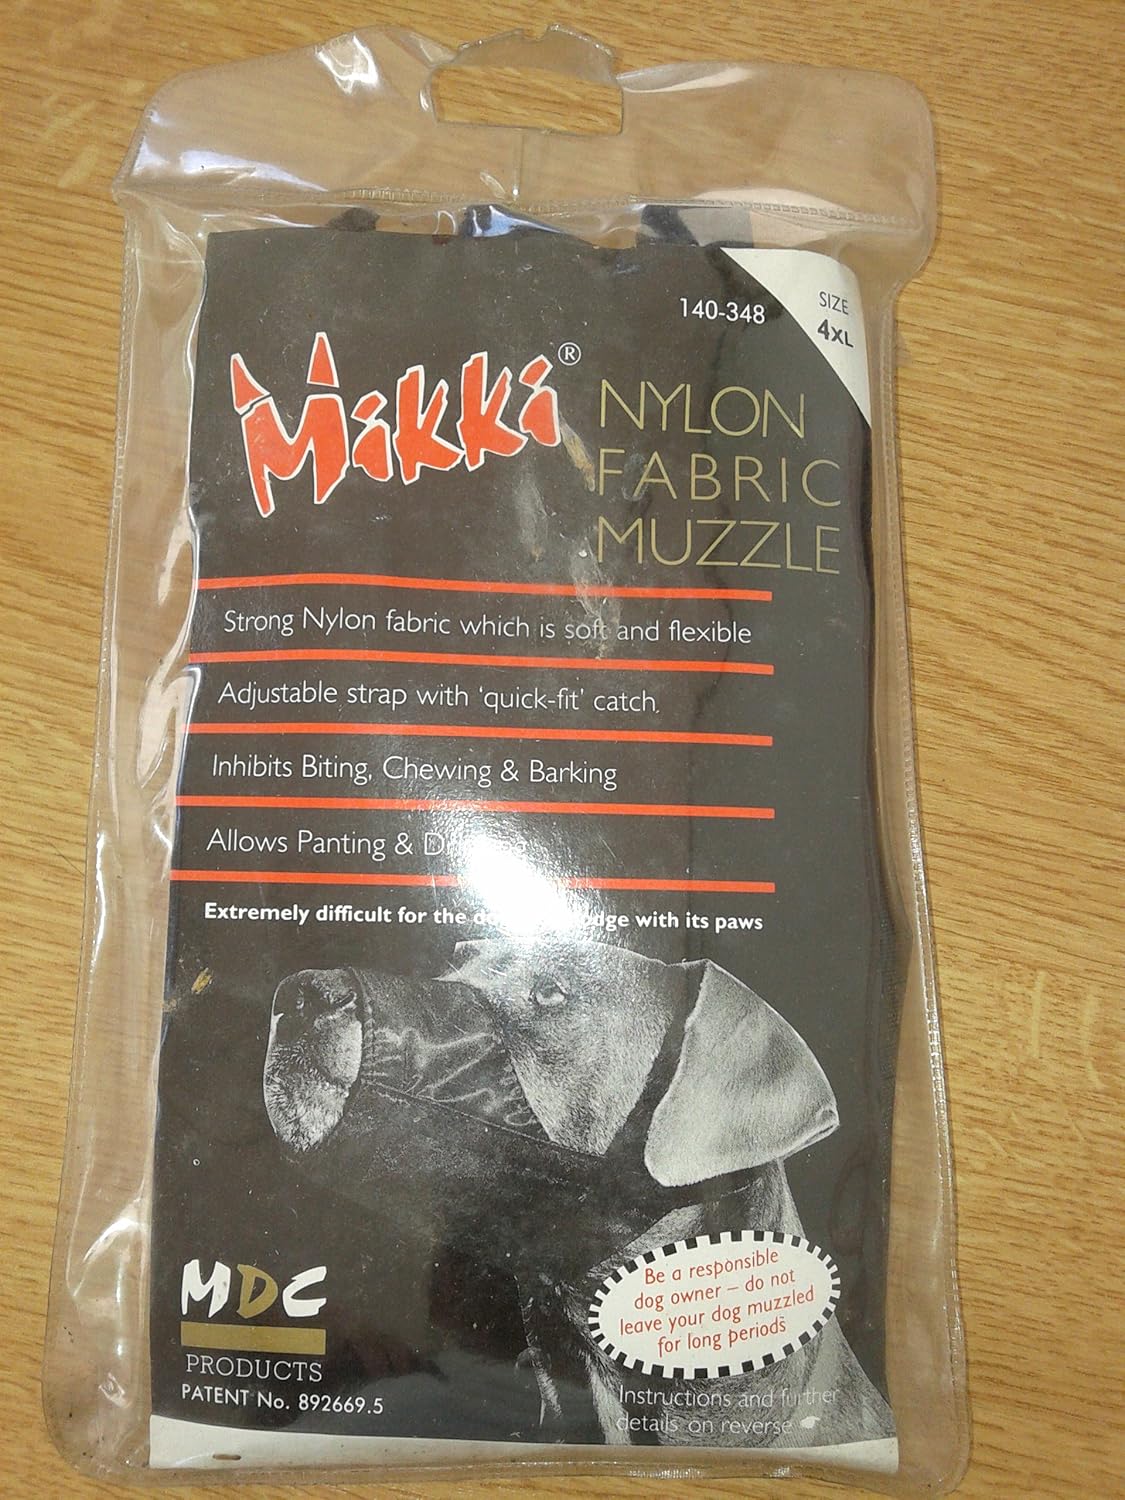 140-348
SIZE
4XL
Mikki®
NYLON
FABRIC
MUZZLE
Strong Nylon fabric which is soft and flexible
Adjustable strap with 'quick-fit' catch.
Inhibits Biting, Chewing & Barking
Allows Panting &
Extremely difficult for the with its paws
Be a responsible
dog owner – do not
leave your dog muzzled
for long periods
MDC
PRODUCTS
PATENT No. 892669.5
Instructions and further
details on reverse